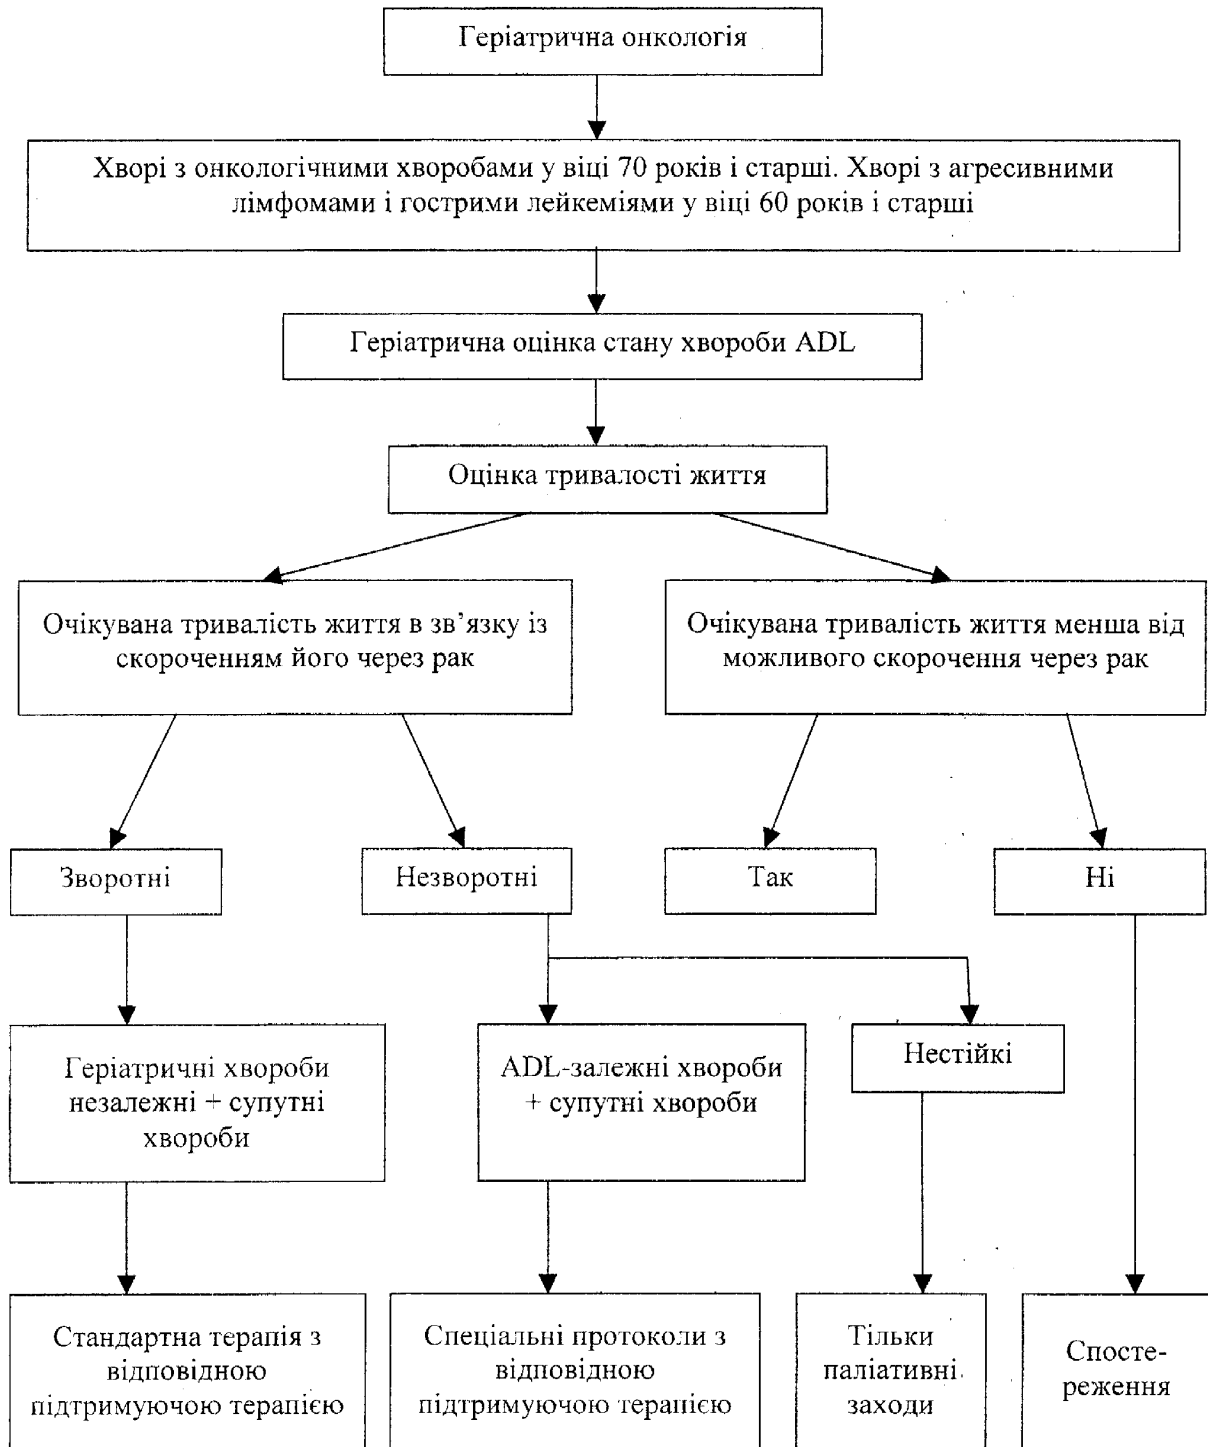 Геріатрична онкологія
Хворі з онкологічними хворобами у віці 70 років і старші. Хворі з агресивними
лімфомами і гострими лейкеміями у віці 60 років і старші
Геріатрична оцінка стану хвороби ADL
Оцінка тривалості життя
Очікувана тривалість життя в зв’язку із
скороченням його через рак
Очікувана тривалість життя менша від
можливого скорочення через рак
Зворотні
Незворотні
Так
Ні
Геріатричні хвороби
незалежні + супутні
хвороби
ADL-залежні хвороби
+ супутні хвороби
Нестійкі
Стандартна терапія з
відповідною
підтримуючою терапією
Спеціальні протоколи з
відповідною
підтримуючою терапією
Тільки
паліативні
заходи
Спосте-
реження